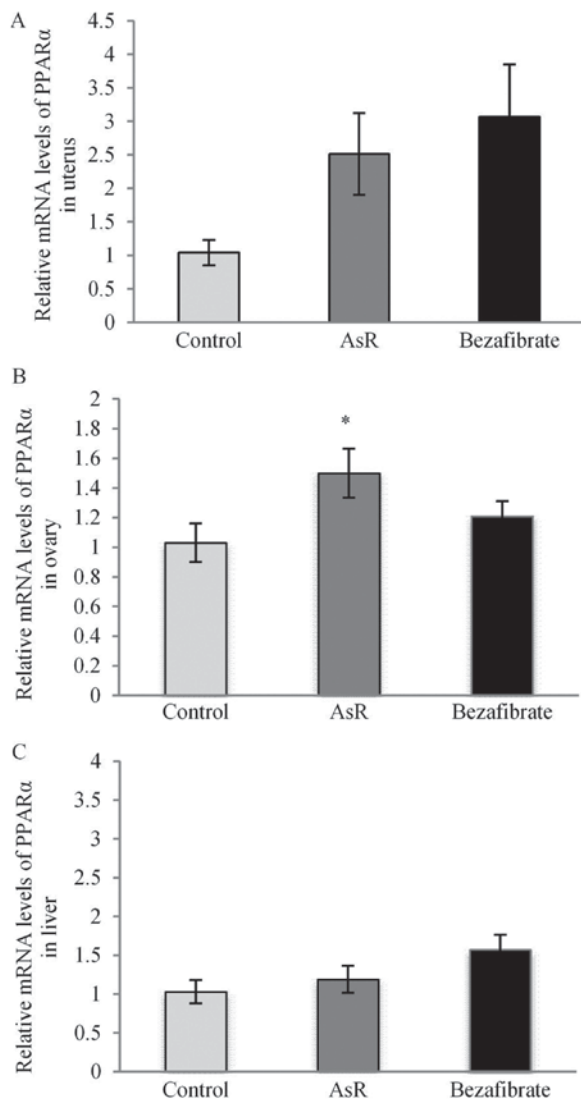 A
Relative mRNA levels of PPARα
in uterus
4.5
4
3.5
3
2.5
2
1.5
1
0.5
0
Control AsR Bezafibrate
B
Relative mRNA levels of PPARα
in ovary
2
1.8
1.6
1.4
1.2
1
0.8
0.6
0.4
0.2
0
*
Control AsR Bezafibrate
C
Relative mRNA levels of PPARα
in liver
4
3.5
3
2.5
2
1.5
1
0.5
0
Control AsR Bezafibrate